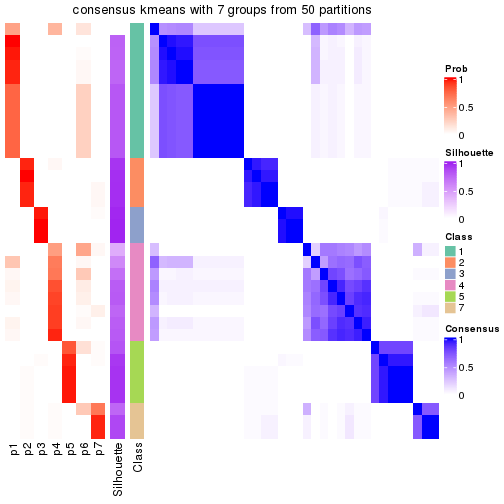 consensus kmeans with 7 groups from 50 partitions
Prob
1
0.5
0
Silhouette
1
0.5
0
Class
1
2
3
4
5
7
Consensus
1
0.5
0
p1
p2
p3
p4
p5
p6
p7
Silhouette
Class